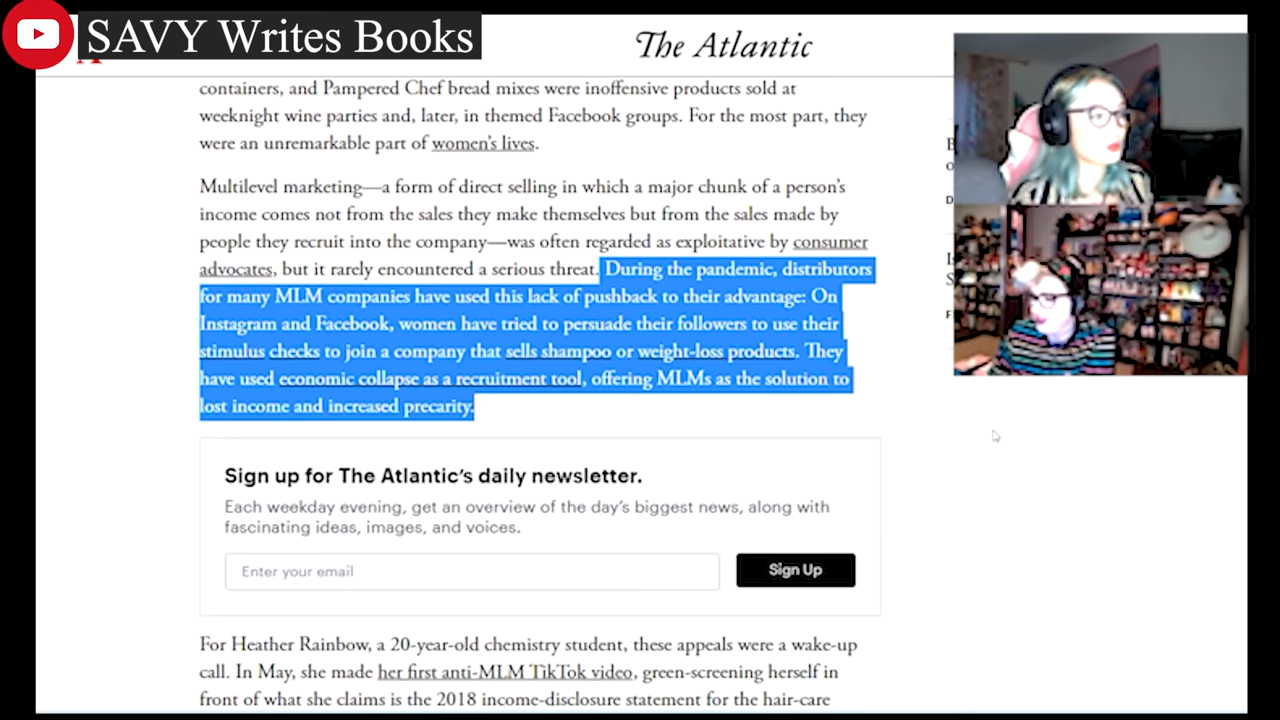 SAVY Writes Books
The Atlantic
containers, and Pampered Chef bread mixes were inoffensive products sold at
weeknight wine parties and, later, in themed Facebook groups. For the most part, they
were an unremarkable part of women's lives.
Multilevel marketing—a form of direct selling in which a major chunk of a person's
income comes not from the sales they make themselves but from the sales made by
people they recruit into the company—was often regarded as exploitative by consumer
advocates, but it rarely encountered a serious threat. During the pandemic, distributors
for many MLM companies have used this lack of pushback to their advantage: On
Instagram and Facebook, women have tried to persuade their followers to use their
stimulus checks to join a company that sells shampoo or weight-loss products. They
have used economic collapse as a recruitment tool, offering MLMs as the solution to
lost income and increased precarity.
Sign up for The Atlantic's daily newsletter.
Each weekday evening, get an overview of the day's biggest news, along with
fascinating ideas, images, and voices.
Enter your email
Sign Up
For Heather Rainbow, a 20-year-old chemistry student, these appeals were a wake-up
call. In May, she made her first anti-MLM TikTok video, green-screening herself in
front of what she claims is the 2018 income-disclosure statement for the hair-care